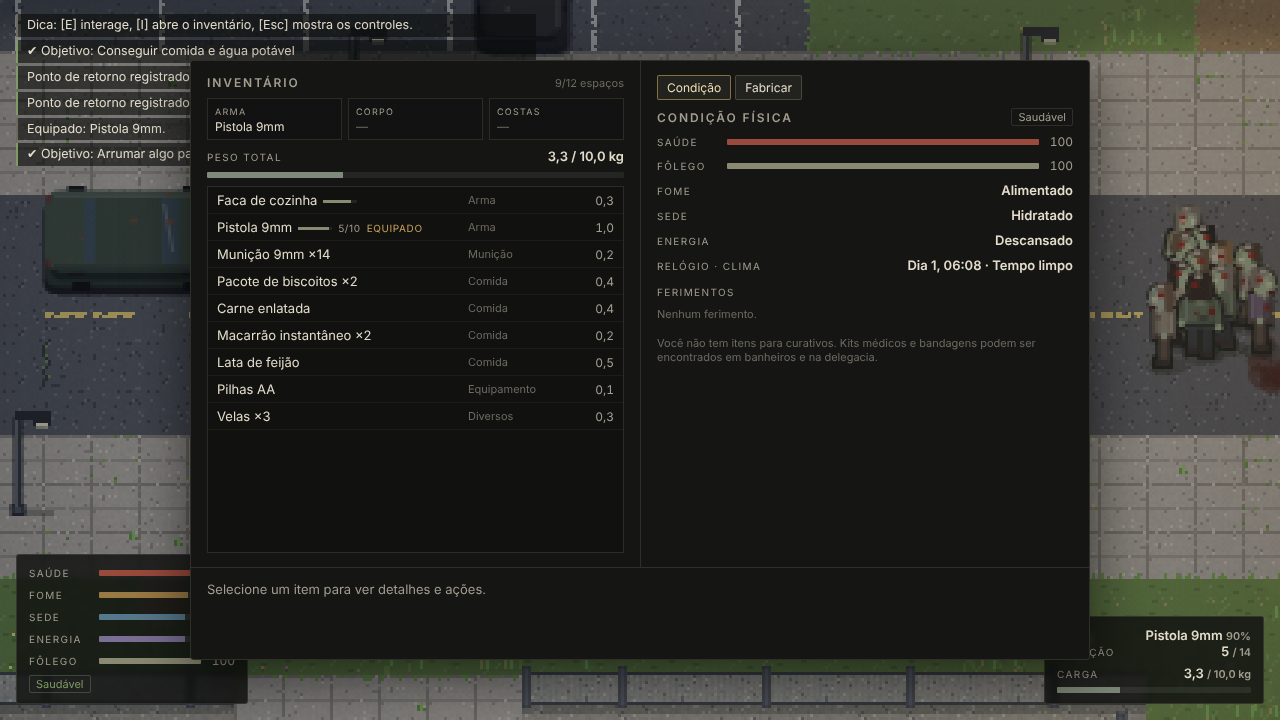 Dica: [E] interage, [I] abre o inventário, [Esc] mostra os controles.
✔ Objetivo: Conseguir comida e água potável
Ponto de retorno registrado
Ponto de retorno registrado
Equipado: Pistola 9mm.
✔ Objetivo: Arrumar algo
INVENTÁRIO
9/12 espaços
ARMA
Pistola 9mm
CORPO
—
COSTAS
—
PESO TOTAL
3,3 / 10,0 kg
Faca de cozinha Arma 0,3
Pistola 9mm 5/10 EQUIPADO Arma 1,0
Munição 9mm ×14 Munição 0,2
Pacote de biscoitos ×2 Comida 0,4
Carne enlatada Comida 0,4
Macarrão instantâneo ×2 Comida 0,2
Lata de feijão Comida 0,5
Pilhas AA Equipamento 0,1
Velas ×3 Diversos 0,3
Condição
Fabricar
CONDIÇÃO FÍSICA
Saudável
SAÚDE 100
FÔLEGO 100
FOME Alimentado
SEDE Hidratado
ENERGIA Descansado
RELÓGIO · CLIMA Dia 1, 06:08 · Tempo limpo
FERIMENTOS
Nenhum ferimento.
Você não tem itens para curativos. Kits médicos e bandagens podem ser
encontrados em banheiros e na delegacia.
Selecione um item para ver detalhes e ações.
SAÚDE
FOME
SEDE
ENERGIA
FÔLEGO 100
Saudável
Pistola 9mm 90%
5 / 14
CARGA 3,3 / 10,0 kg